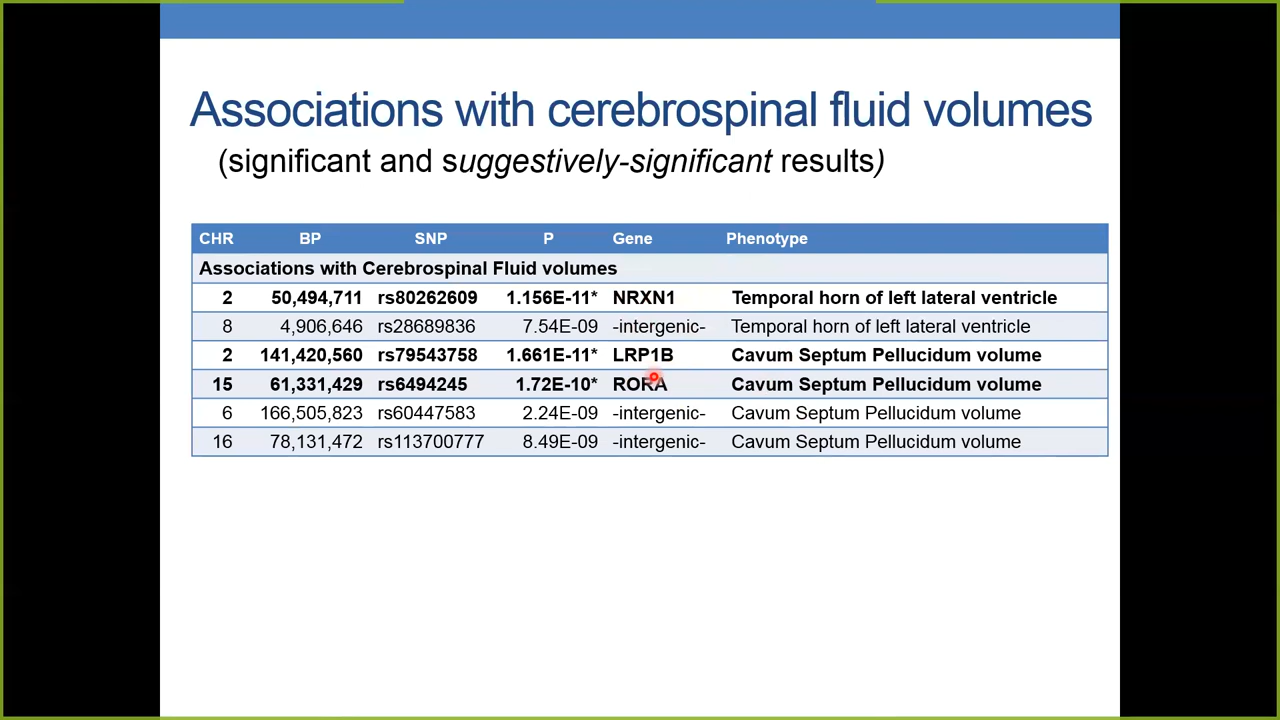 Associations with cerebrospinal fluid volumes
(significant and suggestively-significant results)
CHR BP SNP P Gene Phenotype
Associations with Cerebrospinal Fluid volumes
2 50,494,711 rs80262609 1.156E-11* NRXN1 Temporal horn of left lateral ventricle
8 4,906,646 rs28689836 7.54E-09 -intergenic- Temporal horn of left lateral ventricle
2 141,420,560 rs79543758 1.661E-11* LRP1B Cavum Septum Pellucidum volume
15 61,331,429 rs6494245 1.72E-10* RORA Cavum Septum Pellucidum volume
6 166,505,823 rs60447583 2.24E-09 -intergenic- Cavum Septum Pellucidum volume
16 78,131,472 rs113700777 8.49E-09 -intergenic- Cavum Septum Pellucidum volume